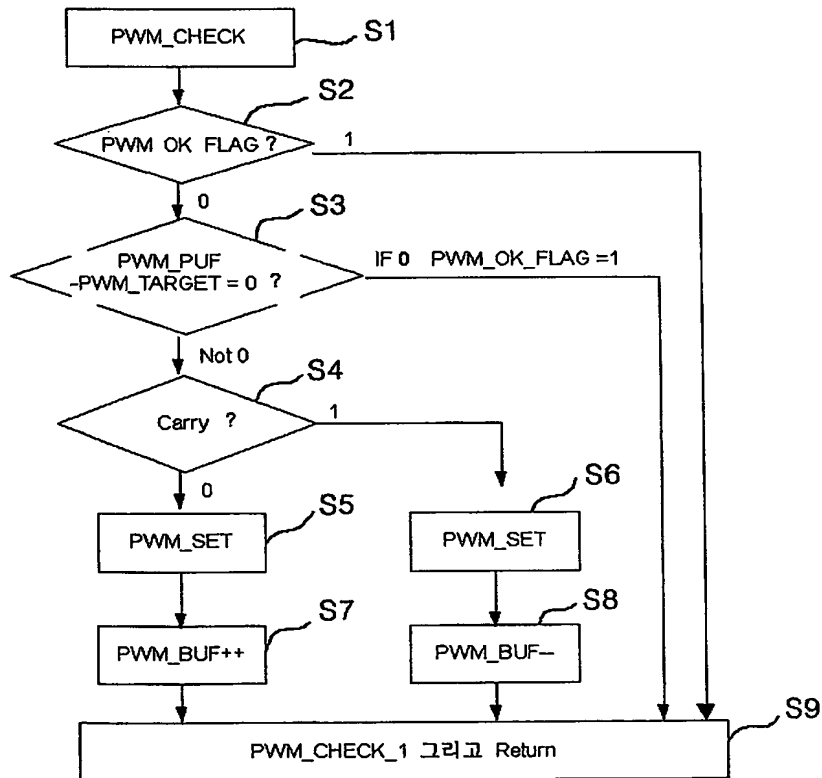 PWM_CHECK
S1
S2
PWM OK FLAG ?
1
0
S3
PWM_PUF
-PWM_TARGET = 0 ?
IF 0 PWM_OK_FLAG =1
Not 0
S4
Carry ?
1
0
S5
S6
PWM_SET
PWM_SET
S7
S8
PWM_BUF++
PWM_BUF–
S9
PWM_CHECK_1 그리고 Return